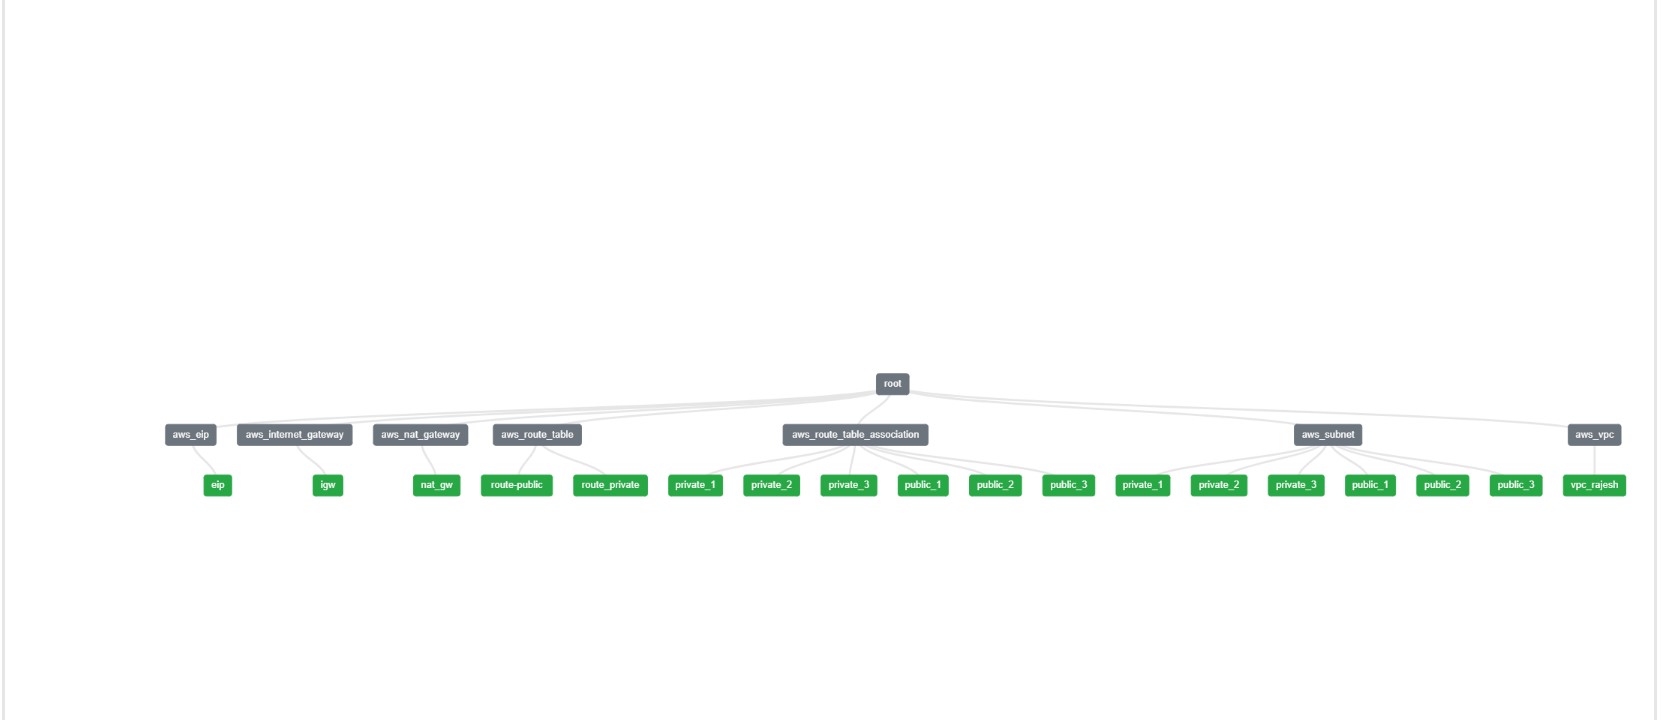 root
aws_eip aws_internet_gateway aws_nat_gateway aws_route_table aws_route_table_association aws_subnet aws_vpc
eip igw nat_gw route-public route_private private_1 private_2 private_3 public_1 public_2 public_3 private_1 private_2 private_3 public_1 public_2 public_3 vpc_rajesh